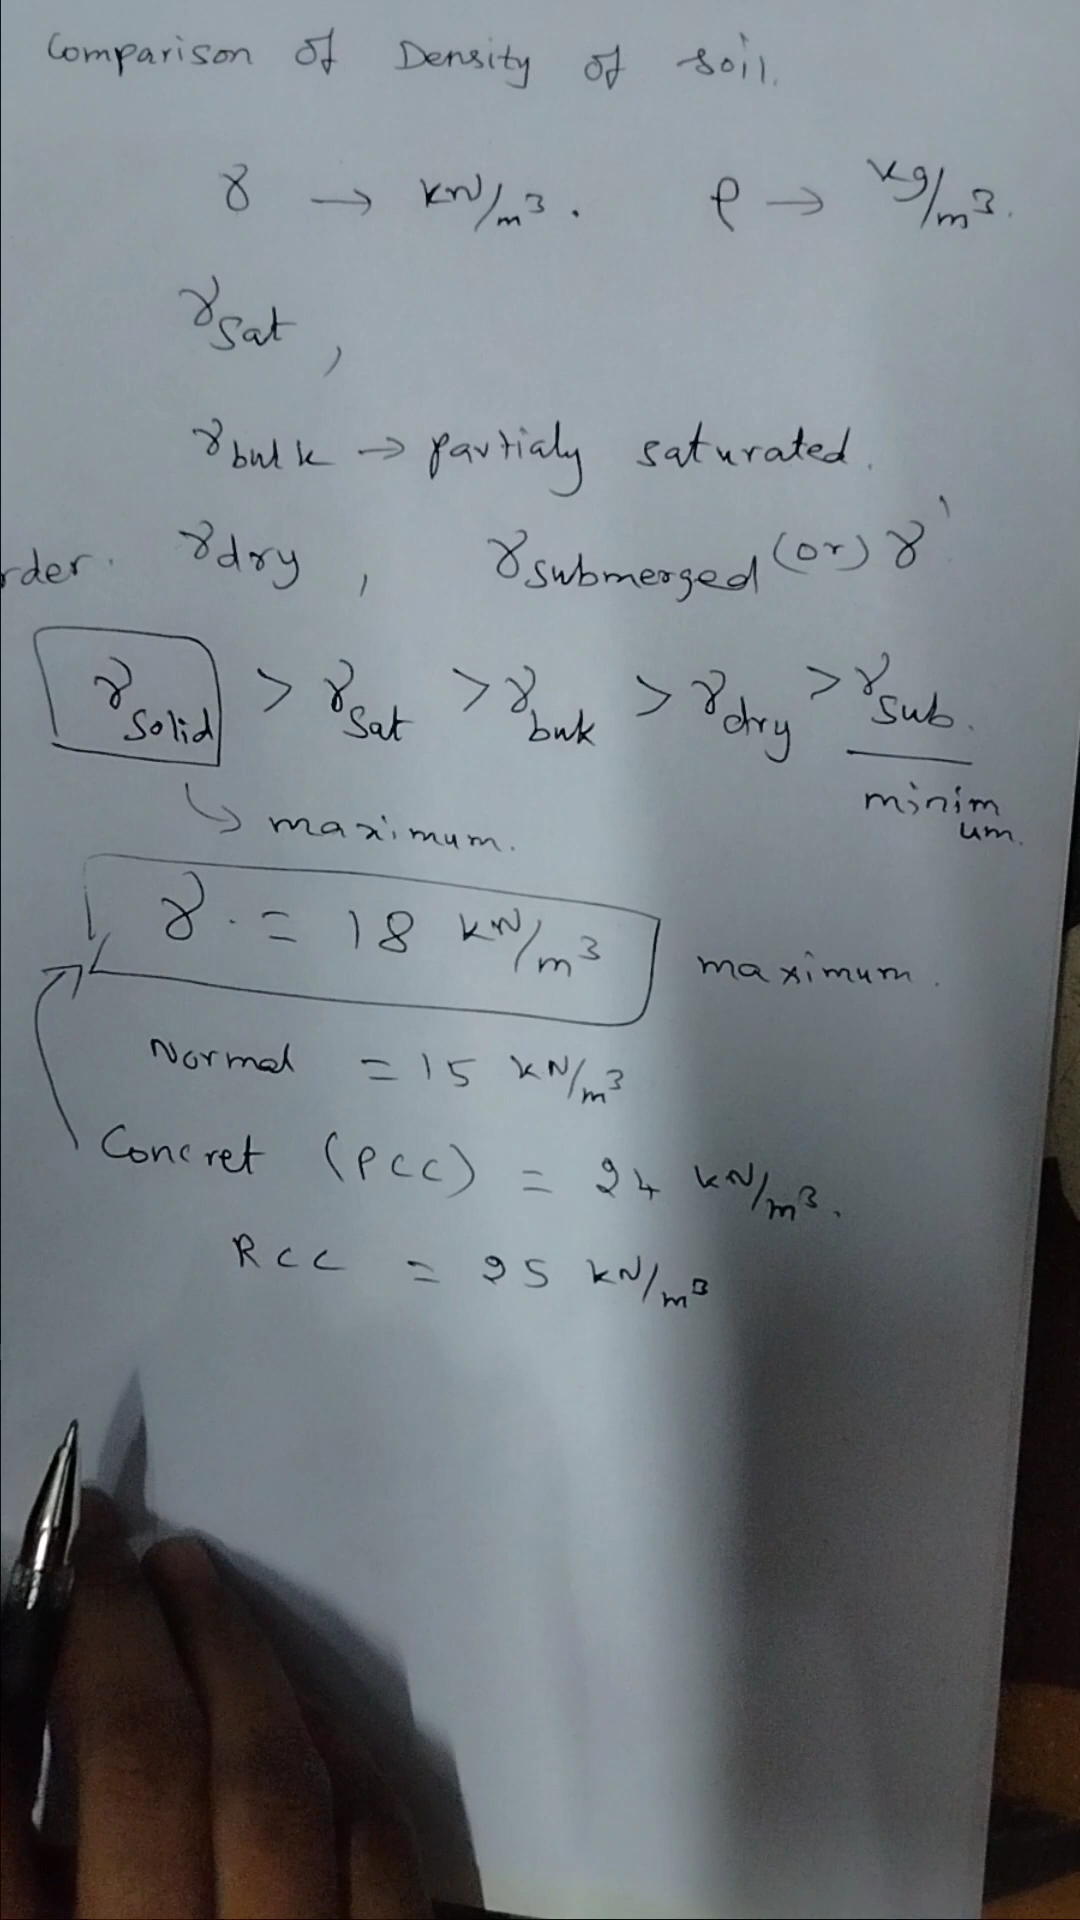 Comparison of Density of soil.
γ → kN/m³. ρ → kg/m³.
γsat,
γbulk → partialy saturated.
rder. γdry, γsubmerged (or) γ'
γsolid > γsat > γbuk > γdry > γsub.
↳ maximum. minimum.
γ. = 18 kN/m³ maximum.
Normal = 15 kN/m³
Concret (PCC) = 24 kN/m³.
RCC = 25 kN/m³